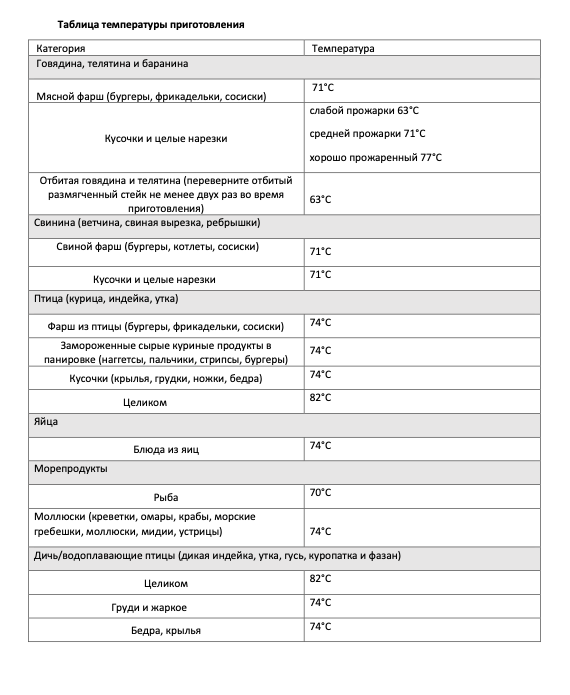 Таблица температуры приготовления
Категория Температура
Говядина, телятина и баранина
Мясной фарш (бургеры, фрикадельки, сосиски) 71°C
Кусочки и целые нарезки
слабой прожарки 63°C
средней прожарки 71°C
хорошо прожаренный 77°C
Отбитая говядина и телятина (переверните отбитый
размягченный стейк не менее двух раз во время
приготовления)
63°C
Свинина (ветчина, свиная вырезка, ребрышки)
Свиной фарш (бургеры, котлеты, сосиски) 71°C
Кусочки и целые нарезки 71°C
Птица (курица, индейка, утка)
Фарш из птицы (бургеры, фрикадельки, сосиски) 74°C
Замороженные сырые куриные продукты в
панировке (наггетсы, пальчики, стрипсы, бургеры)
74°C
Кусочки (крылья, грудки, ножки, бедра) 74°C
Целиком 82°C
Яйца
Блюда из яиц 74°C
Морепродукты
Рыба 70°C
Моллюски (креветки, омары, крабы, морские
гребешки, моллюски, мидии, устрицы) 74°C
Дичь/водоплавающие птицы (дикая индейка, утка, гусь, куропатка и фазан)
Целиком 82°C
Груди и жаркое 74°C
Бедра, крылья 74°C